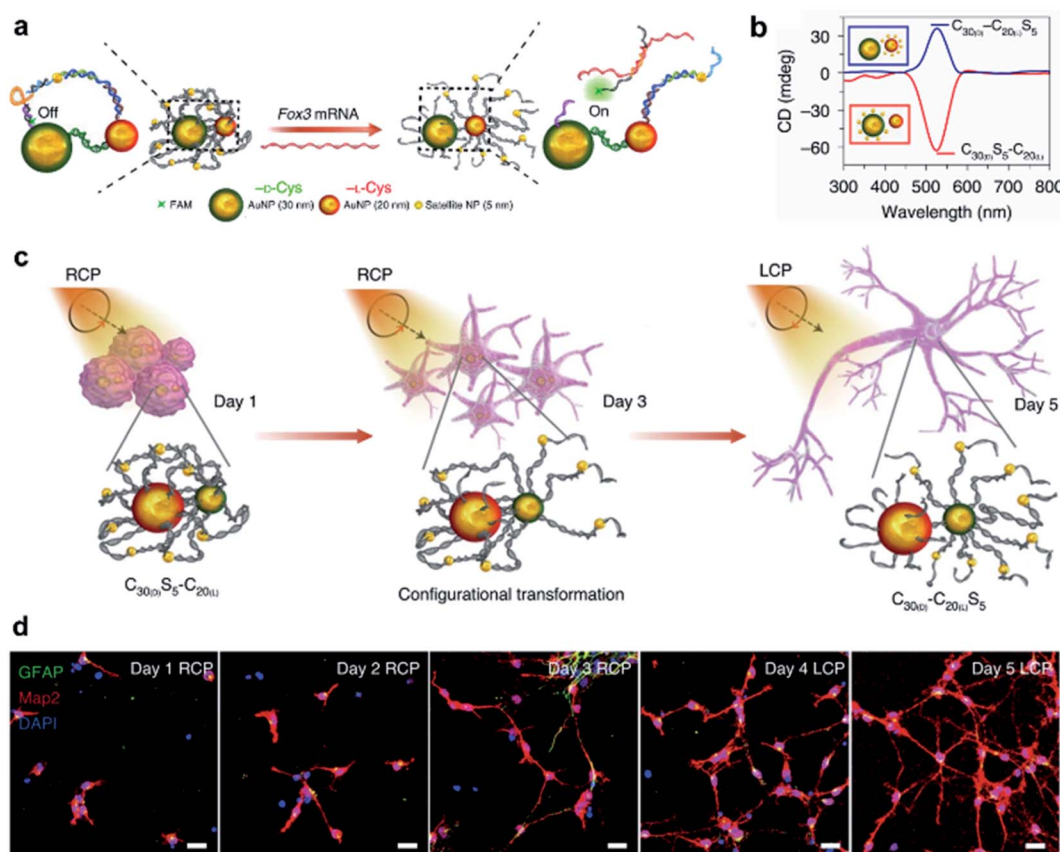 a
Off
Fox3 mRNA
On
–D-Cys –L-Cys
FAM AuNP (30 nm) AuNP (20 nm) Satellite NP (5 nm)
b
CD (mdeg)
30
0
−30
−60
C30(D)–C20(L)S5
C30(D)S5-C20(L)
300 400 500 600 700 800
Wavelength (nm)
c
RCP
Day 1
C30(D)S5-C20(L)
RCP
Day 3
Configurational transformation
LCP
Day 5
C30(D)-C20(L)S5
d
GFAP
Map2
DAPI
Day 1 RCP
Day 2 RCP
Day 3 RCP
Day 4 LCP
Day 5 LCP